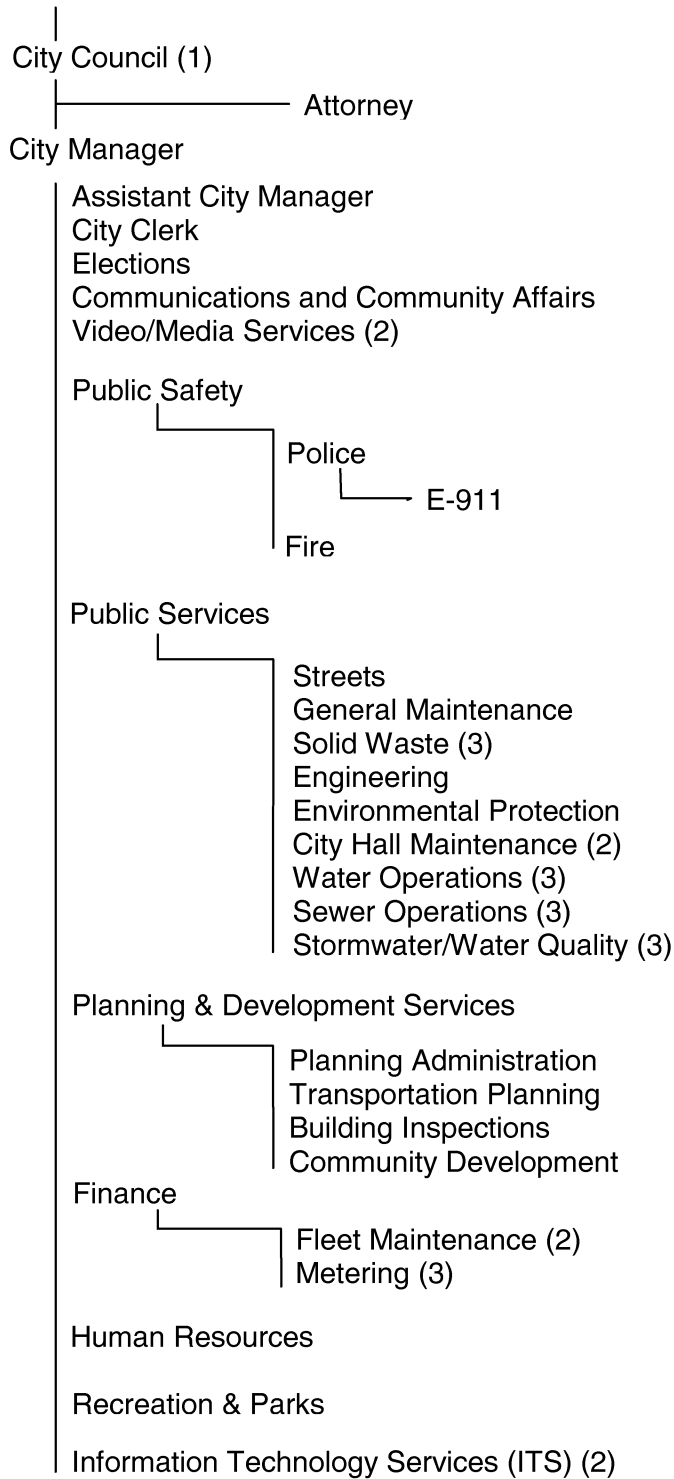 City Council (1)
Attorney
City Manager
Assistant City Manager
City Clerk
Elections
Communications and Community Affairs
Video/Media Services (2)
Public Safety
Police
E-911
Fire
Public Services
Streets
General Maintenance
Solid Waste (3)
Engineering
Environmental Protection
City Hall Maintenance (2)
Water Operations (3)
Sewer Operations (3)
Stormwater/Water Quality (3)
Planning & Development Services
Planning Administration
Transportation Planning
Building Inspections
Community Development
Finance
Fleet Maintenance (2)
Metering (3)
Human Resources
Recreation & Parks
Information Technology Services (ITS) (2)